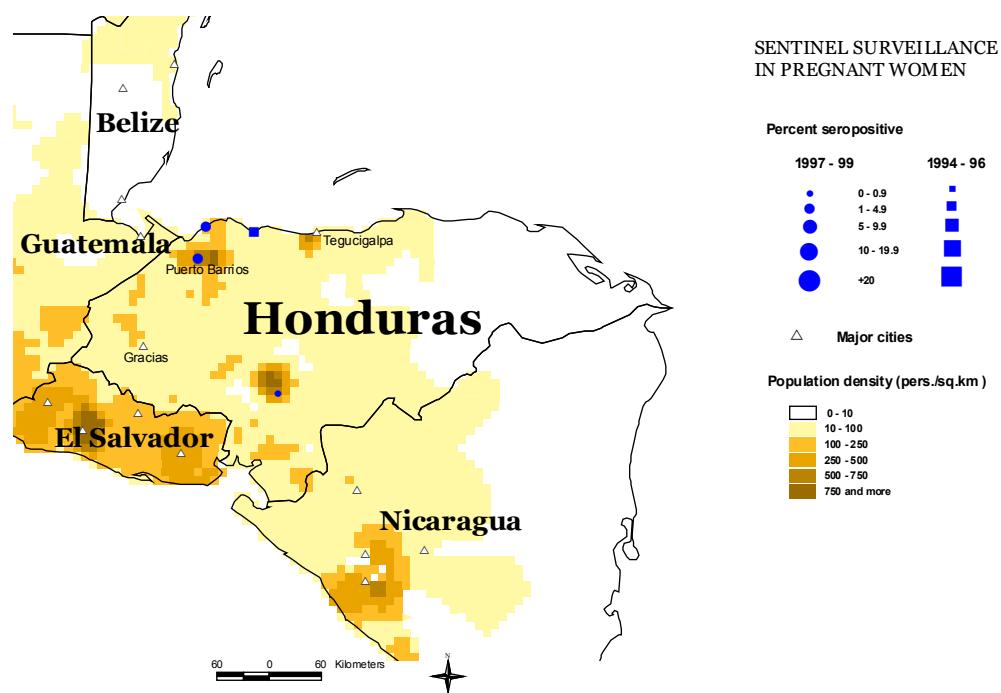 SENTINEL SURVEILLANCE
IN PREGNANT WOMEN
Percent seropositive
1997 - 99 1994 - 96
0 - 0.9
1 - 4.9
5 - 9.9
10 - 19.9
+20
Major cities
Population density (pers./sq.km )
0 - 10
10 - 100
100 - 250
250 - 500
500 - 750
750 and more
Belize
Guatemala
Tegucigalpa
Puerto Barrios
Honduras
Gracias
El Salvador
Nicaragua
60 0 60 Kilometers
N